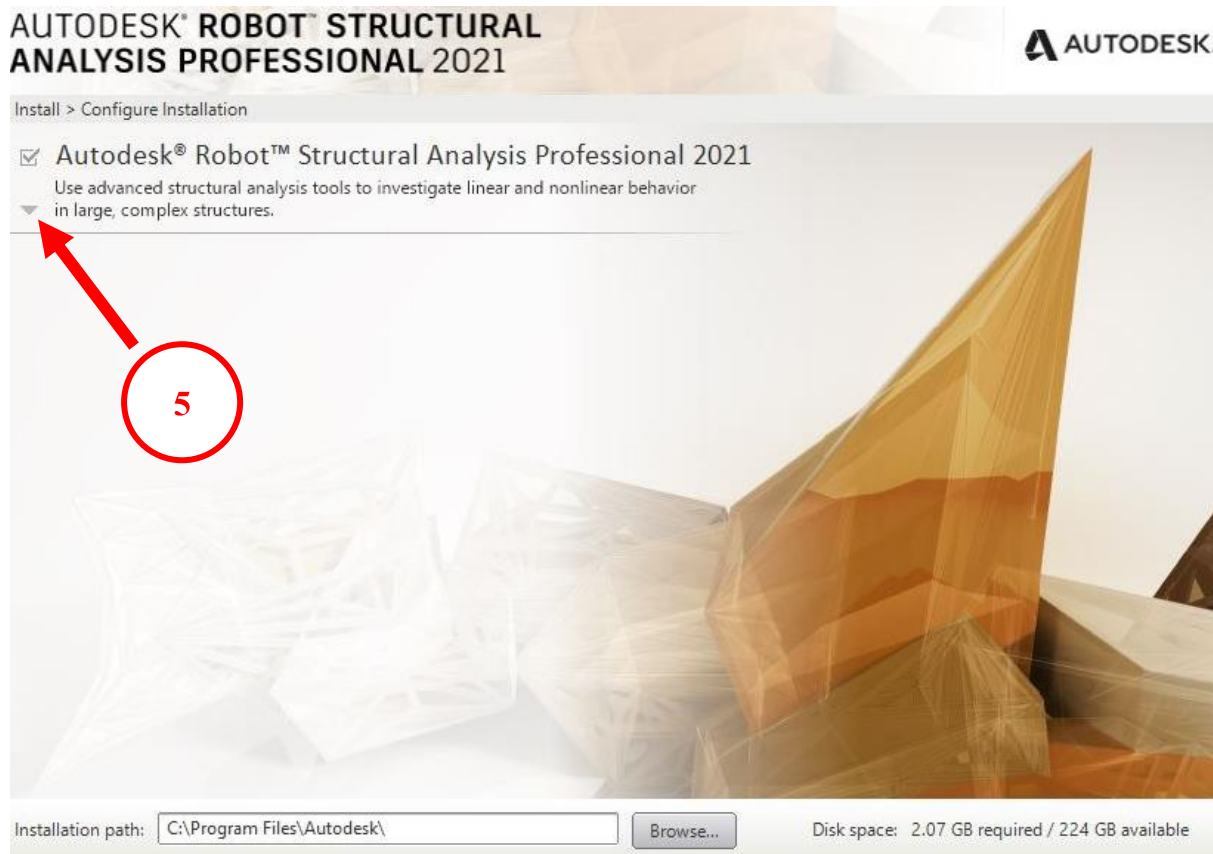 AUTODESK® ROBOT™ STRUCTURAL
ANALYSIS PROFESSIONAL 2021
AUTODESK.
Install > Configure Installation
Autodesk® Robot™ Structural Analysis Professional 2021
Use advanced structural analysis tools to investigate linear and nonlinear behavior
in large, complex structures.
5
Installation path: C:\Program Files\Autodesk\ Browse... Disk space: 2.07 GB required / 224 GB available